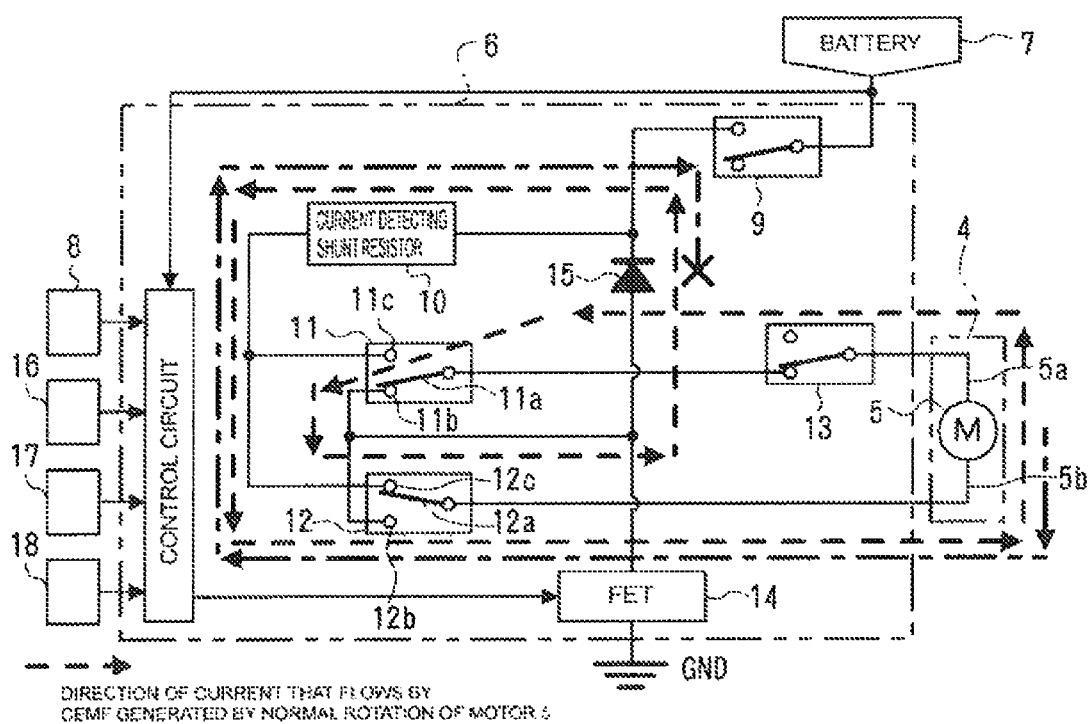 6
BATTERY
7
9
8
CURRENT DETECTING
SHUNT RESISTOR
10
15
4
11
11c
11a
11b
13
5
5a
M
5b
16
17
18
CONTROL CIRCUIT
12c
12
12a
12b
FET
14
GND
DIRECTION OF CURRENT THAT FLOWS BY
CEMF GENERATED BY NORMAL ROTATION OF MOTOR 5